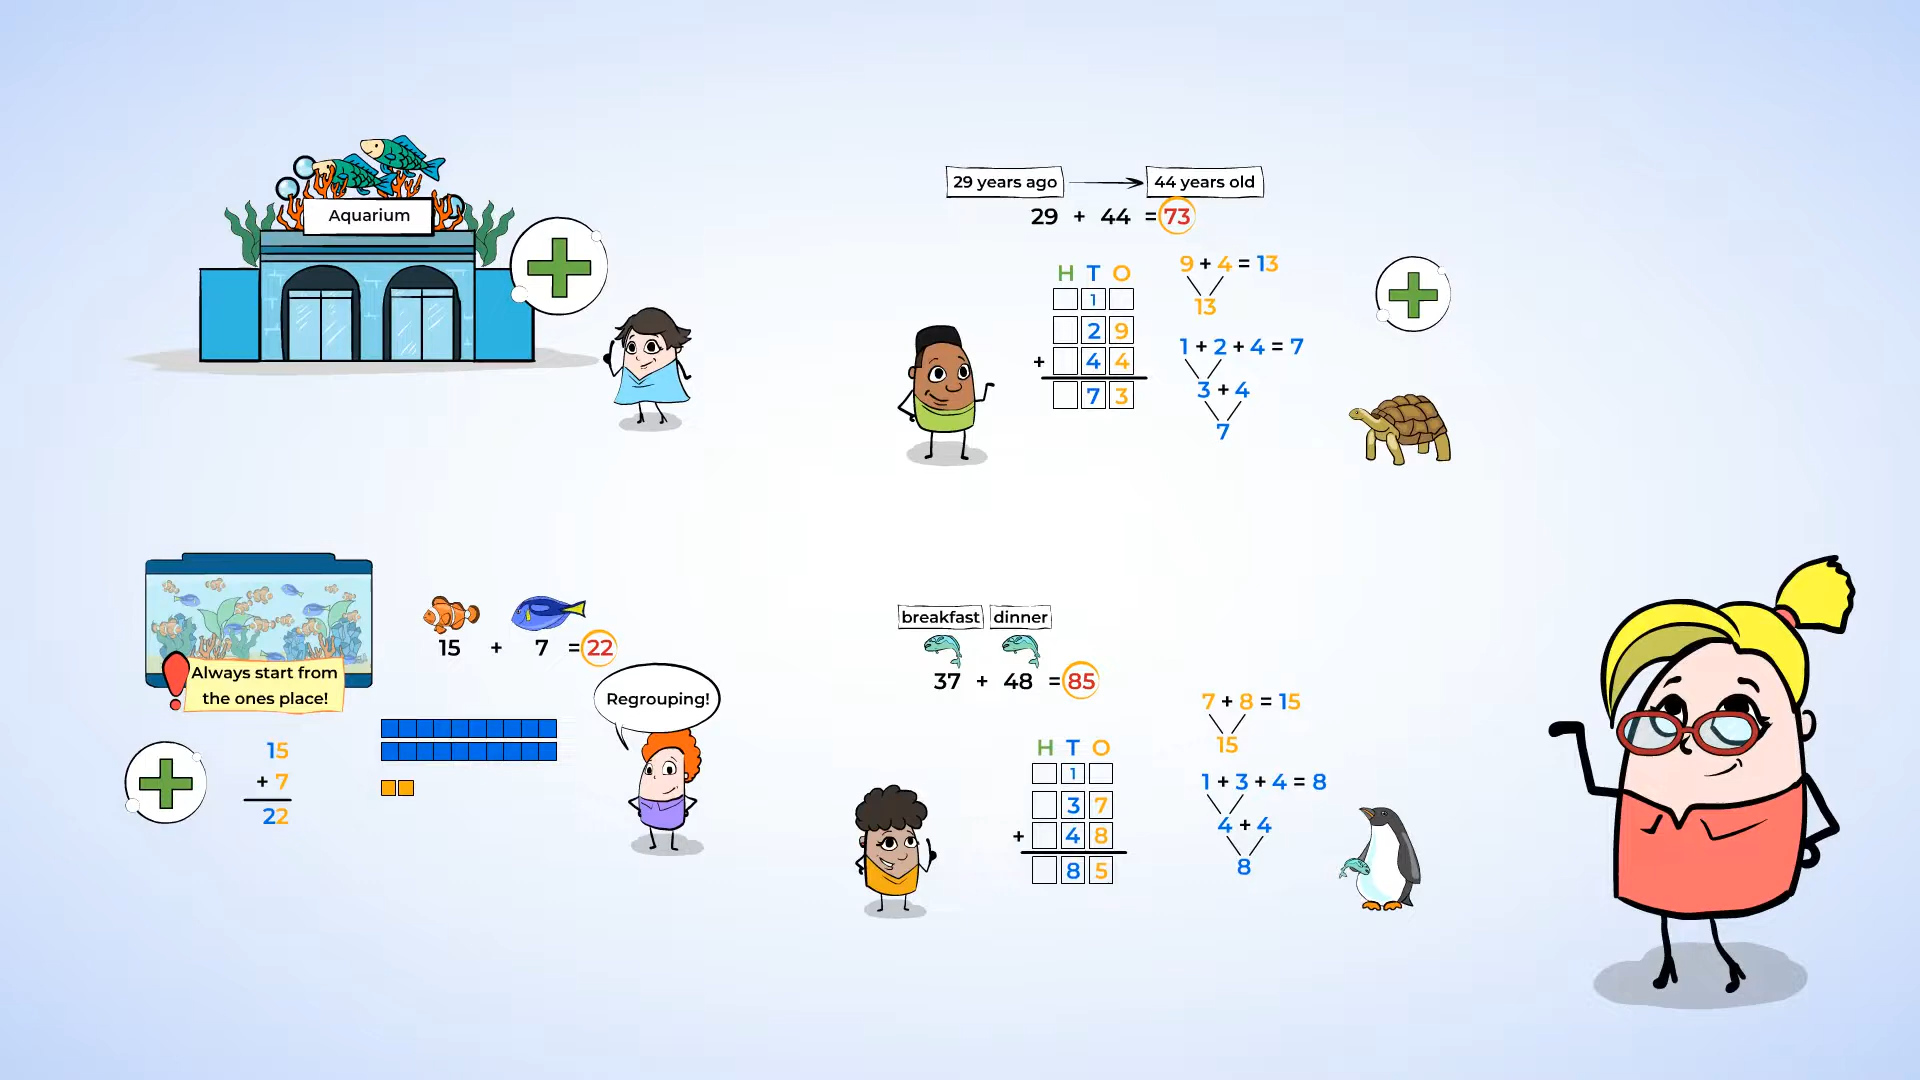 Aquarium
29 years ago
44 years old
29 + 44 = 73
H T O
1
2 9
+ 4 4
7 3
9 + 4 = 13
13
1 + 2 + 4 = 7
3 + 4
7
Always start from
the ones place!
15 + 7 = 22
15
+ 7
22
Regrouping!
breakfast
dinner
37 + 48 = 85
H T O
1
3 7
+ 4 8
8 5
7 + 8 = 15
15
1 + 3 + 4 = 8
4 + 4
8